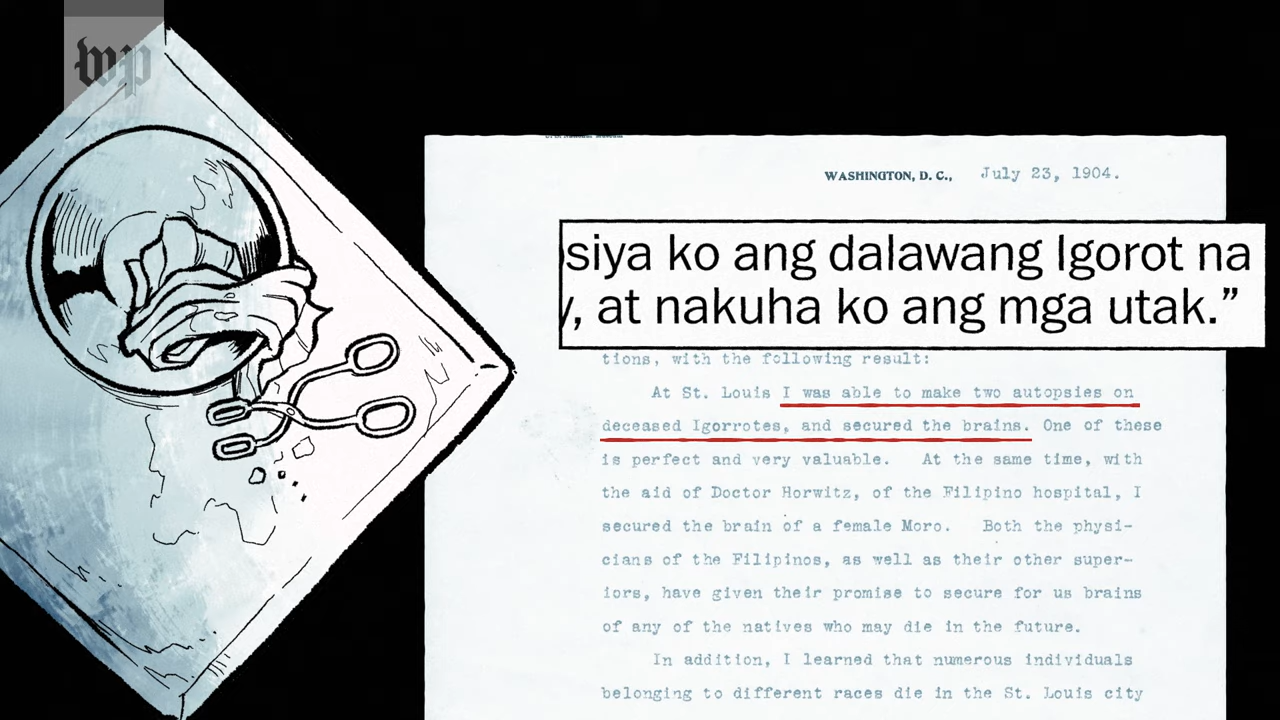 wp
WASHINGTON, D. C., July 23, 1904.
siya ko ang dalawang Igorot na
, at nakuha ko ang mga utak.”
tions, with the following result:
At St. Louis I was able to make two autopsies on
deceased Igorrotes, and secured the brains. One of these
is perfect and very valuable. At the same time, with
the aid of Doctor Horwitz, of the Filipino hospital, I
secured the brain of a female Moro. Both the physi-
cians of the Filipinos, as well as their other super-
iors, have given their promise to secure for us brains
of any of the natives who may die in the future.
In addition, I learned that numerous individuals
belonging to different races die in the St. Louis city